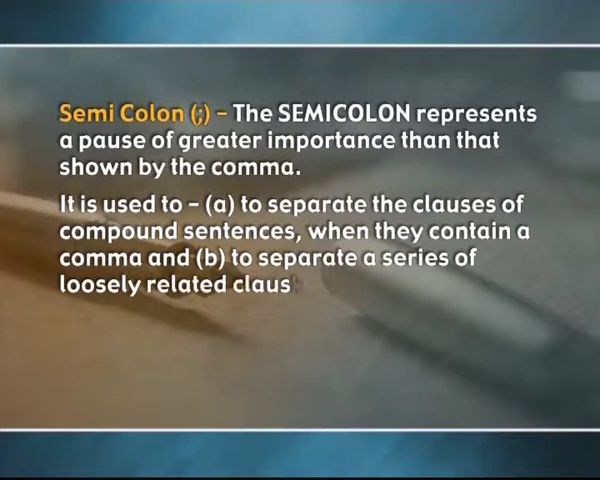 Semi Colon (;) – The SEMICOLON represents
a pause of greater importance than that
shown by the comma.
It is used to – (a) to separate the clauses of
compound sentences, when they contain a
comma and (b) to separate a series of
loosely related claus